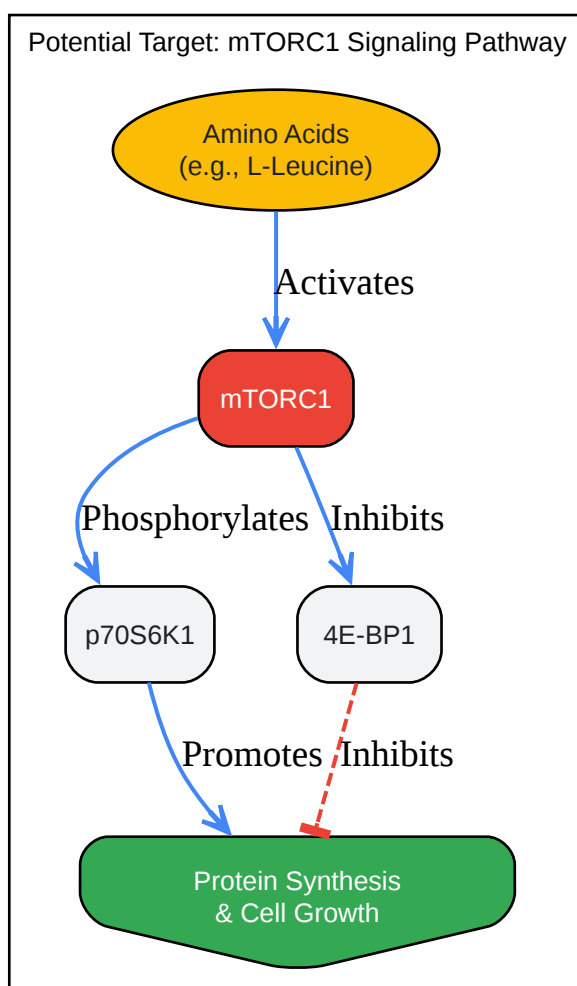 Potential Target: mTORC1 Signaling Pathway
Amino Acids
(e.g., L-Leucine)
Activates
mTORC1
Phosphorylates
Inhibits
p70S6K1
4E-BP1
Promotes
Inhibits
Protein Synthesis
& Cell Growth